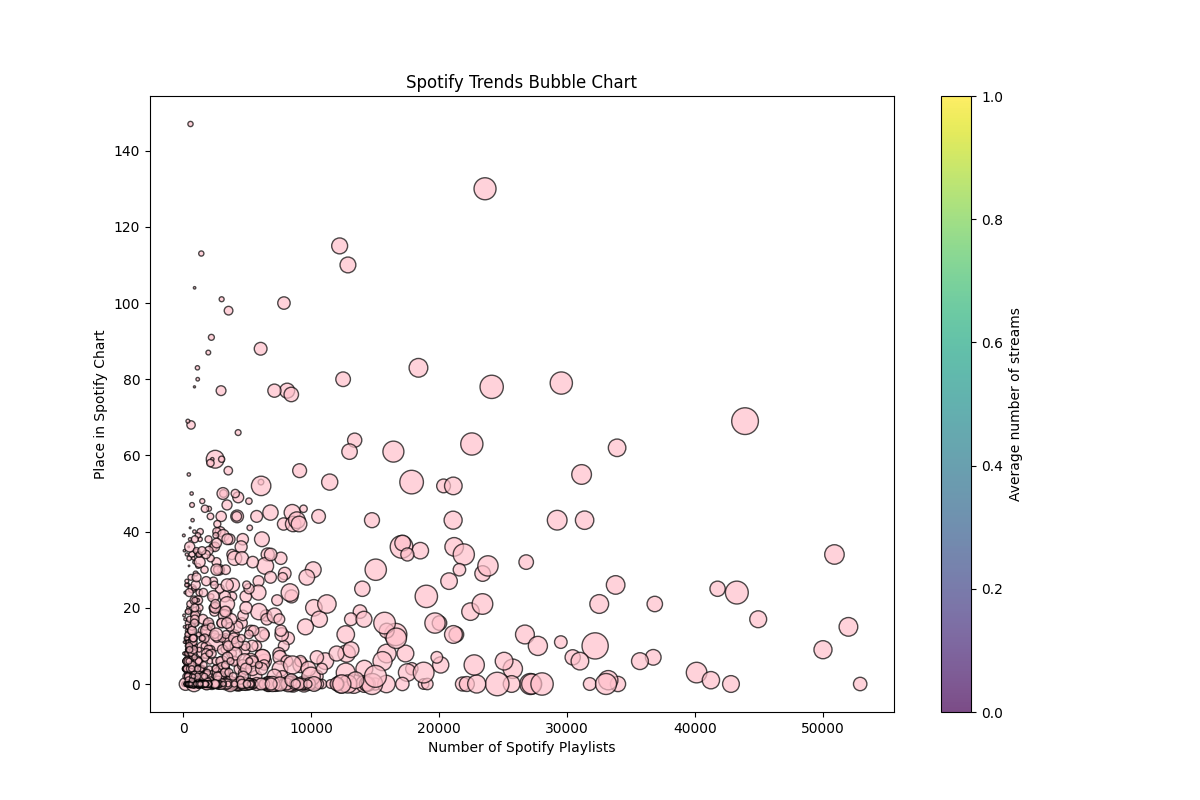 Spotify Trends Bubble Chart
Place in Spotify Chart
140
120
100
80
60
40
20
0
0 10000 20000 30000 40000 50000
Number of Spotify Playlists
1.0
0.8
0.6
0.4
0.2
0.0
Average number of streams